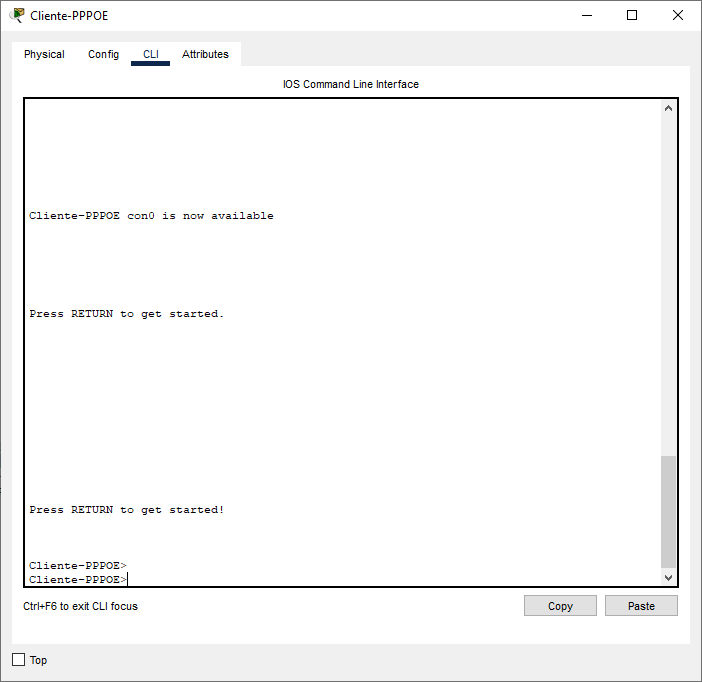 Cliente-PPPOE
Physical Config CLI Attributes
IOS Command Line Interface
Cliente-PPPOE con0 is now available
Press RETURN to get started.
Press RETURN to get started!
Cliente-PPPOE>
Cliente-PPPOE>
Ctrl+F6 to exit CLI focus
Copy Paste
Top